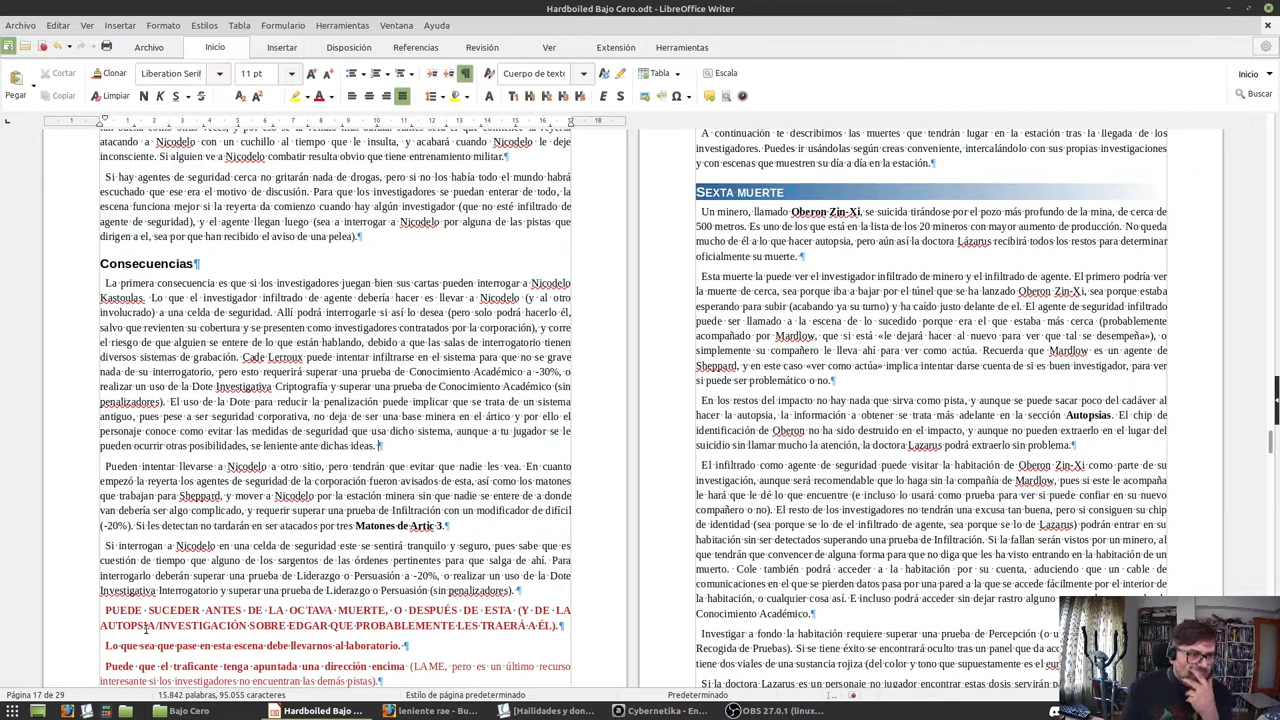 Hardboiled Bajo Cero.odt - LibreOffice Writer
Archivo Editar Ver Insertar Formato Estilos Tabla Formulario Herramientas Ventana Ayuda
Archivo Inicio Insertar Disposición Referencias Revisión Ver Extensión Herramientas
Cortar Clonar Liberation Serif 11 pt Cuerpo de texto Tabla Escala Inicio
Pegar Copiar Limpiar Buscar
atacando a Nicodelo con un cuchillo al tiempo que le insulta, y acabará cuando Nicodelo le deje
inconsciente. Si alguien ve a Nicodelo combatir resulta obvio que tiene entrenamiento militar.¶
Si hay agentes de seguridad cerca no gritarán nada de drogas, pero si no los había todo el mundo habrá
escuchado que ese era el motivo de discusión. Para que los investigadores se puedan enterar de todo, la
escena funciona mejor si la reyerta da comienzo cuando hay algún investigador (que no esté infiltrado de
agente de seguridad), y el agente llegan luego (sea a interrogar a Nicodelo por alguna de las pistas que
dirigen a el, sea por que han recibido el aviso de una pelea).¶
Consecuencias¶
La primera consecuencia es que si los investigadores juegan bien sus cartas pueden interrogar a Nicodelo
Kastoulas. Lo que el investigador infiltrado de agente debería hacer es llevar a Nicodelo (y al otro
involucrado) a una celda de seguridad. Allí podrá interrogarle si así lo desea (pero solo podrá hacerlo él,
salvo que revienten su cobertura y se presenten como investigadores contratados por la corporación), y corre
el riesgo de que alguien se entere de lo que están hablando, debido a que las salas de interrogatorio tienen
diversos sistemas de grabación. Cade Lerroux puede intentar infiltrarse en el sistema para que no se grave
nada de su interrogatorio, pero esto requerirá superar una prueba de Conocimiento Académico a -30%, o
realizar un uso de la Dote Investigativa Criptografía y superar una prueba de Conocimiento Académico (sin
penalizadores). El uso de la Dote para reducir la penalización puede implicar que se trata de un sistema
antiguo, pues pese a ser seguridad corporativa, no deja de ser una base minera en el ártico y por ello el
personaje conoce como evitar las medidas de seguridad que usa dicho sistema, aunque a tu jugador se le
pueden ocurrir otras posibilidades, se leniente ante dichas ideas. ¶
Pueden intentar llevarse a Nicodelo a otro sitio, pero tendrán que evitar que nadie les vea. En cuanto
empezó la reyerta los agentes de seguridad de la corporación fueron avisados de esta, así como los matones
que trabajan para Sheppard, y mover a Nicodelo por la estación minera sin que nadie se entere de a donde
van debería ser algo complicado, y requerir superar una prueba de Infiltración con un modificador de difícil
(-20%). Si les detectan no tardarán en ser atacados por tres Matones de Artic 3.¶
Si interrogan a Nicodelo en una celda de seguridad este se sentirá tranquilo y seguro, pues sabe que es
cuestión de tiempo que alguno de los sargentos de las órdenes pertinentes para que salga de ahí. Para
interrogarlo deberán superar una prueba de Liderazgo o Persuasión a -20%, o realizar un uso de la Dote
Investigativa Interrogatorio y superar una prueba de Liderazgo o Persuasión (sin penalizadores). ¶
PUEDE SUCEDER ANTES DE LA OCTAVA MUERTE, O DESPUÉS DE ESTA (Y DE LA
AUTOPSIA/INVESTIGACIÓN SOBRE EDGAR QUE PROBABLEMENTE LES TRAERÁ A ÉL).¶
Lo que sea que pase en esta escena debe llevarnos al laboratorio. ¶
Puede que el traficante tenga apuntada una dirección encima (LAME, pero es un último recurso
interesante si los investigadores no encuentran las demás pistas).¶
A continuación te describimos las muertes que tendrán lugar en la estación tras la llegada de los
investigadores. Puedes ir usándolas según creas conveniente, intercalándolo con sus propias investigaciones
y con escenas que muestren su día a día en la estación.¶
SEXTA MUERTE
Un minero, llamado Oberon Zin-Xi, se suicida tirándose por el pozo más profundo de la mina, de cerca de
500 metros. Es uno de los que está en la lista de los 20 mineros con mayor aumento de producción. No queda
mucho de él a lo que hacer autopsia, pero aún así la doctora Lázarus recibirá todos los restos para determinar
oficialmente su muerte. ¶
Esta muerte la puede ver el investigador infiltrado de minero y el infiltrado de agente. El primero podría ver
la muerte de cerca, sea porque iba a bajar por el túnel que se ha lanzado Oberon Zin-Xi, sea porque estaba
esperando para subir (acabado ya su turno) y ha caído justo delante de el. El agente de seguridad infiltrado
puede ser llamado a la escena de lo sucedido porque era el que estaba más cerca (probablemente
acompañado por Mardlow, que si está «le dejará hacer al nuevo para ver que tal se desempeña»), o
simplemente su compañero le lleva ahí para ver como actúa. Recuerda que Mardlow es un agente de
Sheppard, y en este caso «ver como actúa» implica intentar darse cuenta de si es buen investigador, para ver
si puede ser problemático o no.¶
En los restos del impacto no hay nada que sirva como pista, y aunque se puede sacar poco del cadáver al
hacer la autopsia, la información a obtener se trata más adelante en la sección Autopsias. El chip de
identificación de Oberon no ha sido destruido en el impacto, y aunque no pueden extraerlo en el lugar del
suicidio sin llamar mucho la atención, la doctora Lazarus podrá extraerlo sin problema.¶
El infiltrado como agente de seguridad puede visitar la habitación de Oberon Zin-Xi como parte de su
investigación, aunque será recomendable que lo haga sin la compañía de Mardlow, pues si este le acompaña
le hará que le dé lo que encuentre (e incluso lo usará como prueba para ver si puede confiar en su nuevo
compañero o no). El resto de los investigadores no tendrán una excusa tan buena, pero si consiguen su chip
de identidad (sea porque se lo de el infiltrado de agente, sea porque se lo de Lazarus) podrán entrar en su
habitación sin ser detectados superando una prueba de Infiltración. Si la fallan serán vistos por un minero, al
que tendrán que convencer de alguna forma para que no diga que les ha visto entrando en la habitación de un
muerto. Cole también podrá acceder a la habitación por su cuenta, aduciendo que un cable de
comunicaciones en el que se pierden datos pasa por una pared a la que puede acceder fácilmente por el interior
de la habitación, o cualquier otra excusa. E incluso podrá acceder sin dejar rastro alguno
Conocimiento Académico.¶
Investigar a fondo la habitación requiere superar una prueba de Percepción (o u
Recogida de Pruebas). Si se tiene éxito se encontrará oculto tras
tiene dos viales de una sustancia rojiza (del color y tono que supuestamente es el
Si la doctora Lazarus es un personaje jugador encontrar estas dosis servirán
Página 17 de 29 15.842 palabras, 95.055 caracteres Estilo de página predeterminado Predeterminado
Bajo Cero Hardboiled Bajo ... leniente rae - Bu... [Hailidades y don... Cybernetika - G... OBS 27.0.1 (linux...